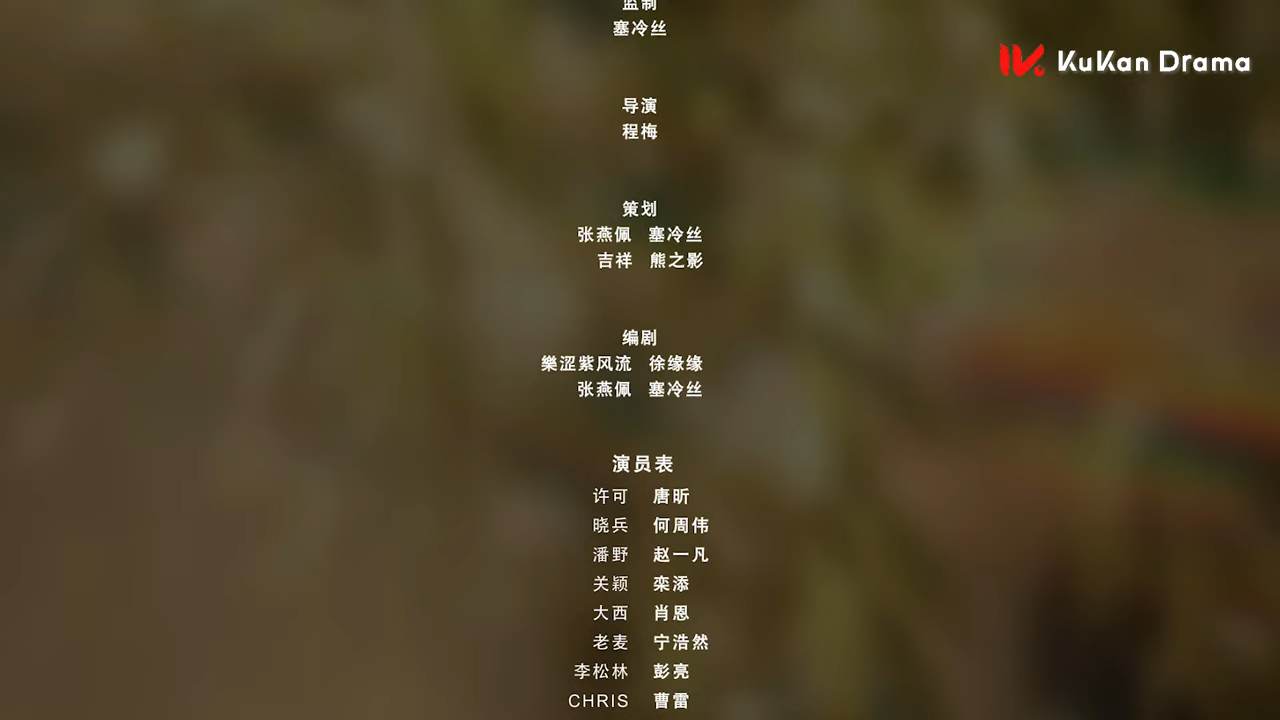 监制
塞冷丝
KuKan Drama
导演
程梅
策划
张燕佩 塞冷丝
吉祥 熊之影
编剧
樂涩紫风流 徐缘缘
张燕佩 塞冷丝
演员表
许可 唐昕
晓兵 何周伟
潘野 赵一凡
关颖 栾添
大西 肖恩
老麦 宁浩然
李松林 彭亮
CHRIS 曹雷